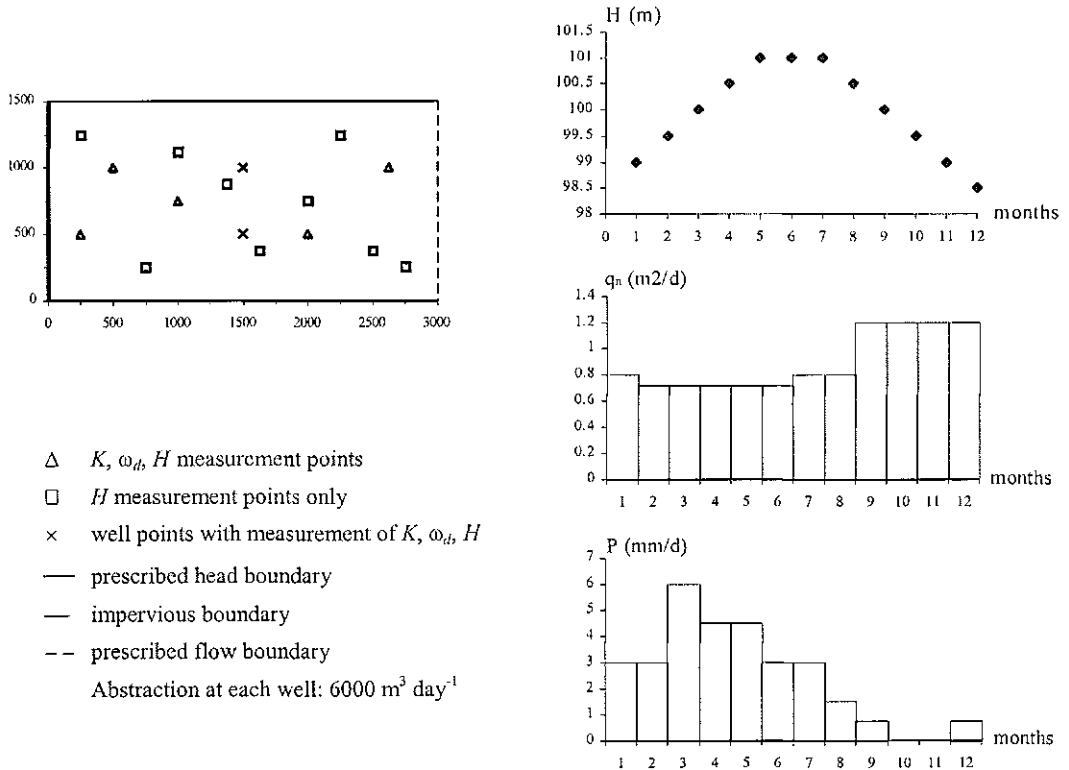 1500
1000
500
0
0 500 1000 1500 2000 2500 3000
Δ K, ωd, H measurement points
□ H measurement points only
× well points with measurement of K, ωd, H
— prescribed head boundary
— impervious boundary
-- prescribed flow boundary
Abstraction at each well: 6000 m³ day⁻¹
H (m)
101.5
101
100.5
100
99.5
99
98.5
98
months
0 1 2 3 4 5 6 7 8 9 10 11 12
qn (m2/d)
1.4
1.2
1
0.8
0.6
0.4
0.2
0
months
1 2 3 4 5 6 7 8 9 10 11 12
P (mm/d)
7
6
5
4
3
2
1
0
months
1 2 3 4 5 6 7 8 9 10 11 12